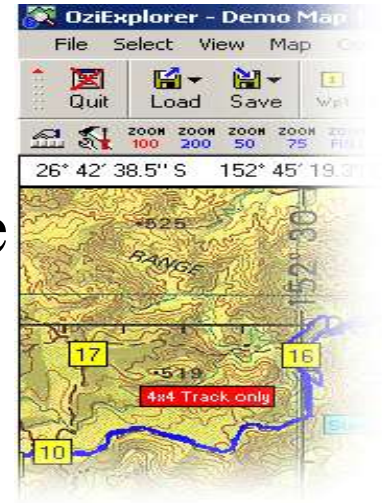 OziExplorer - Demo Map
File Select View Map
Quit Load Save Wpt
ZOOM 100 ZOOM 200 ZOOM 50 ZOOM 75
26° 42' 38.5" S 152° 45' 19.3"
525
RANGE
152° 30
e
17
16
519
4x4 Track only
10